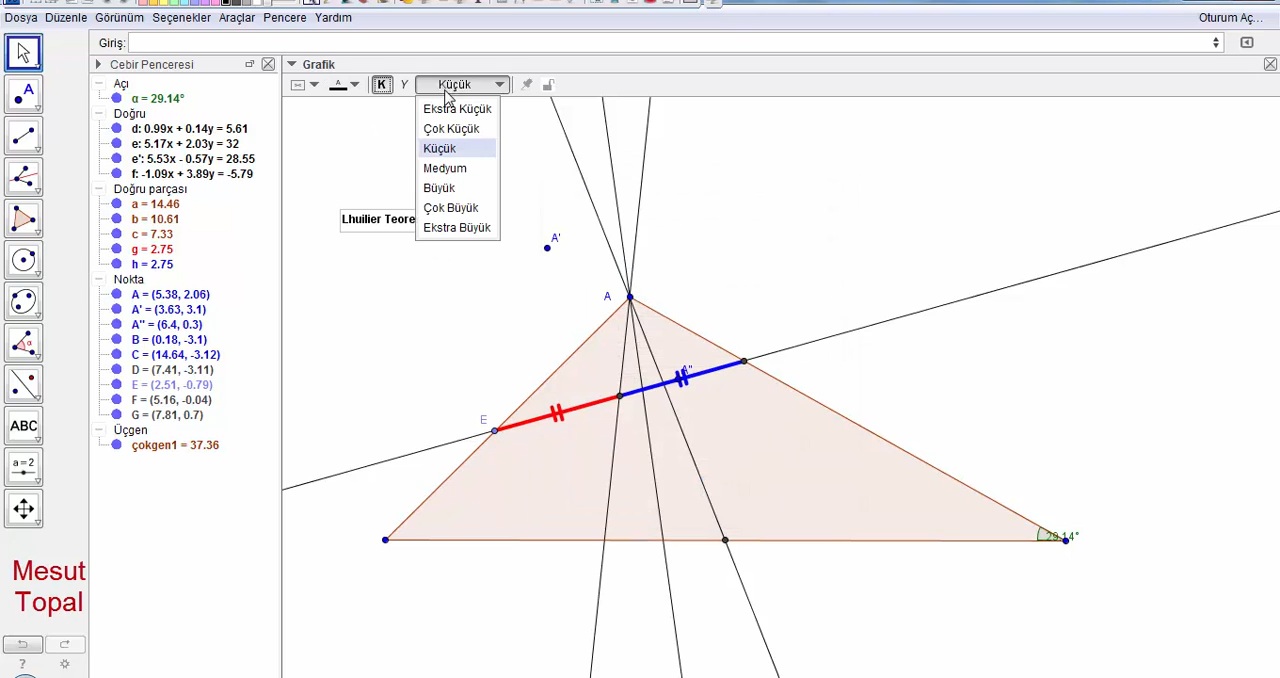 Dosya Düzenle Görünüm Seçenekler Araçlar Pencere Yardım Oturum Aç...
Giriş:
Cebir Penceresi
Grafik
K Y Küçük
Ekstra Küçük
Çok Küçük
Küçük
Medyum
Büyük
Çok Büyük
Ekstra Büyük
Açı
α = 29.14°
Doğru
d: 0.99x + 0.14y = 5.61
e: 5.17x + 2.03y = 32
e': 5.53x - 0.57y = 28.55
f: -1.09x + 3.89y = -5.79
Doğru parçası
a = 14.46
b = 10.61
c = 7.33
g = 2.75
h = 2.75
Nokta
A = (5.38, 2.06)
A' = (3.63, 3.1)
A" = (6.4, 0.3)
B = (0.18, -3.1)
C = (14.64, -3.12)
D = (7.41, -3.11)
E = (2.51, -0.79)
F = (5.16, -0.04)
G = (7.81, 0.7)
Üçgen
çokgen1 = 37.36
A
ABC
a=2
Mesut
Topal
?
Lhuilier Teore
A'
A
A"
E
29.14°